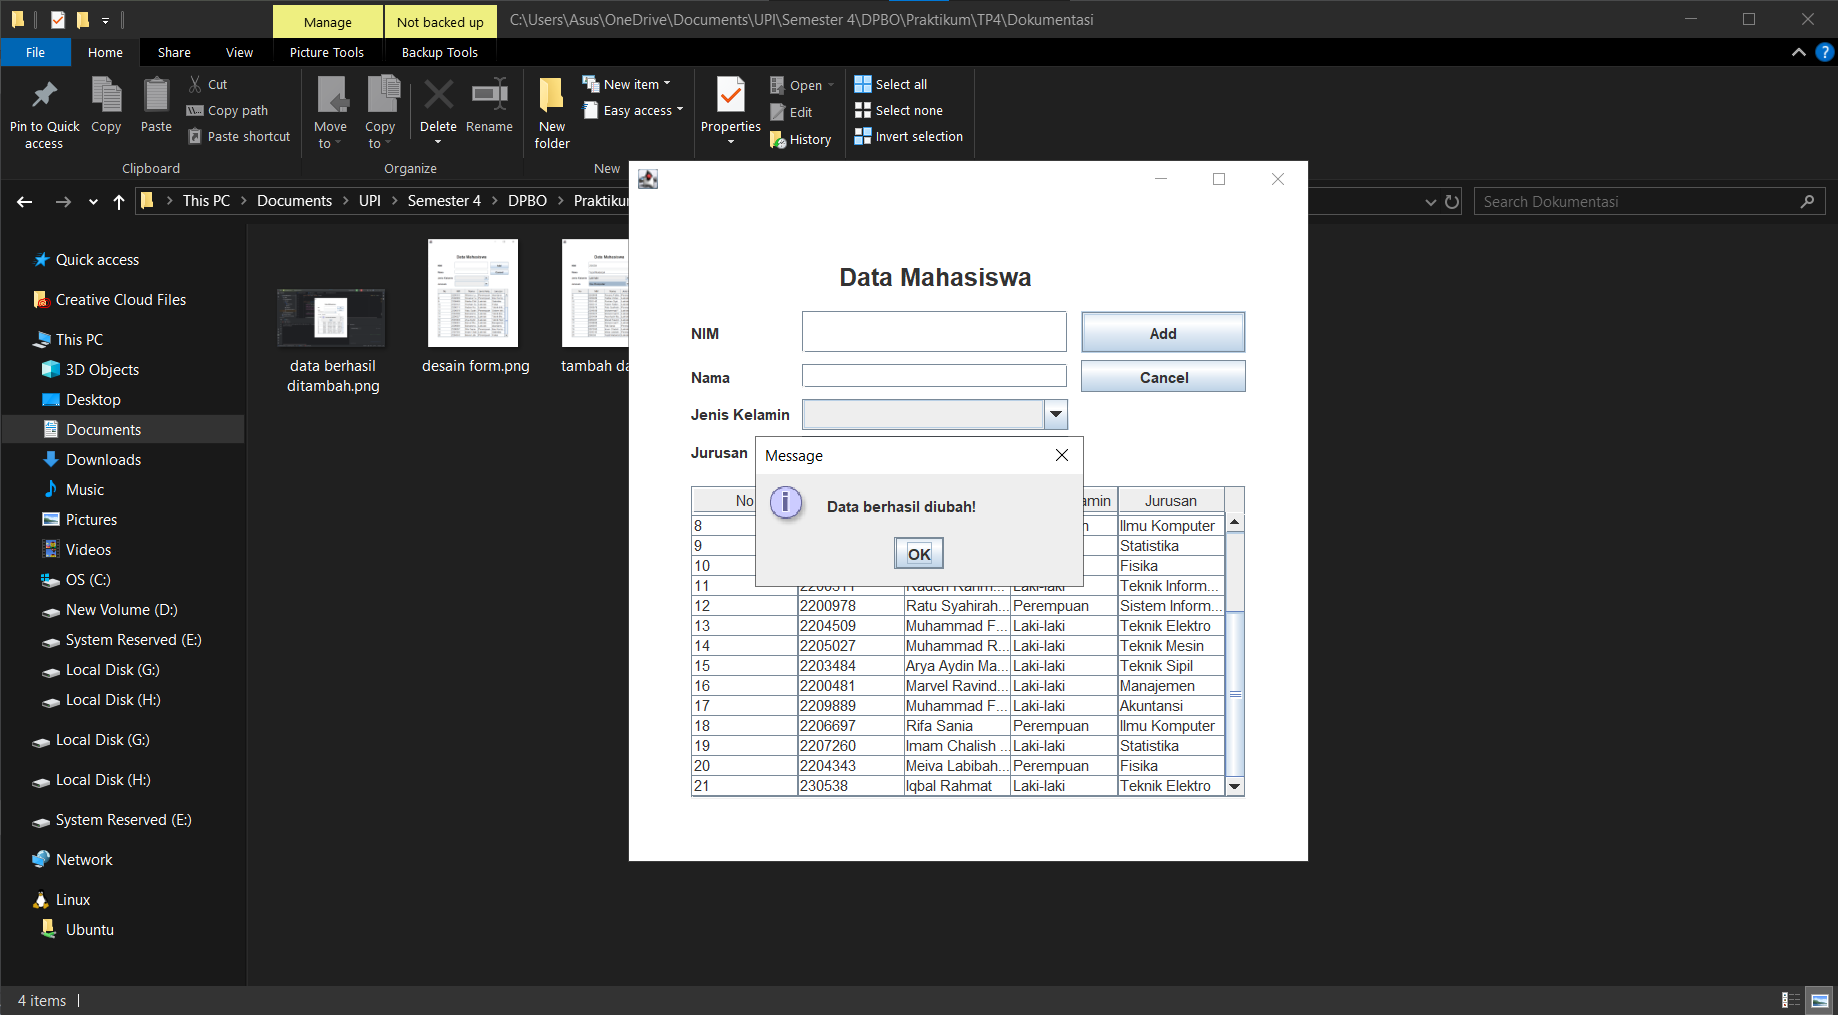 Manage
Not backed up
C:\Users\Asus\OneDrive\Documents\UPI\Semester 4\DPBO\Praktikum\TP4\Dokumentasi
File
Home
Share
View
Picture Tools
Backup Tools
Pin to Quick access
Copy
Paste
Cut
Copy path
Paste shortcut
Clipboard
Move to
Copy to
Delete
Rename
Organize
New folder
New item
Easy access
New
Properties
Open
Edit
History
Select all
Select none
Invert selection
This PC
Documents
UPI
Semester 4
DPBO
Praktiku
Search Dokumentasi
Quick access
Creative Cloud Files
This PC
3D Objects
Desktop
Documents
Downloads
Music
Pictures
Videos
OS (C:)
New Volume (D:)
System Reserved (E:)
Local Disk (G:)
Local Disk (H:)
Local Disk (G:)
Local Disk (H:)
System Reserved (E:)
Network
Linux
Ubuntu
data berhasil
ditambah.png
desain form.png
tambah da
Data Mahasiswa
NIM
Add
Nama
Cancel
Jenis Kelamin
Jurusan
Message
Data berhasil diubah!
OK
No amin Jurusan
8 n Ilmu Komputer
9 Statistika
10 Fisika
11 2200311 Raden Rahm... Laki-laki Teknik Inform...
12 2200978 Ratu Syahirah... Perempuan Sistem Inform...
13 2204509 Muhammad F... Laki-laki Teknik Elektro
14 2205027 Muhammad R... Laki-laki Teknik Mesin
15 2203484 Arya Aydin Ma... Laki-laki Teknik Sipil
16 2200481 Marvel Ravind... Laki-laki Manajemen
17 2209889 Muhammad F... Laki-laki Akuntansi
18 2206697 Rifa Sania Perempuan Ilmu Komputer
19 2207260 Imam Chalish ... Laki-laki Statistika
20 2204343 Meiva Labibah... Perempuan Fisika
21 230538 Iqbal Rahmat Laki-laki Teknik Elektro
4 items